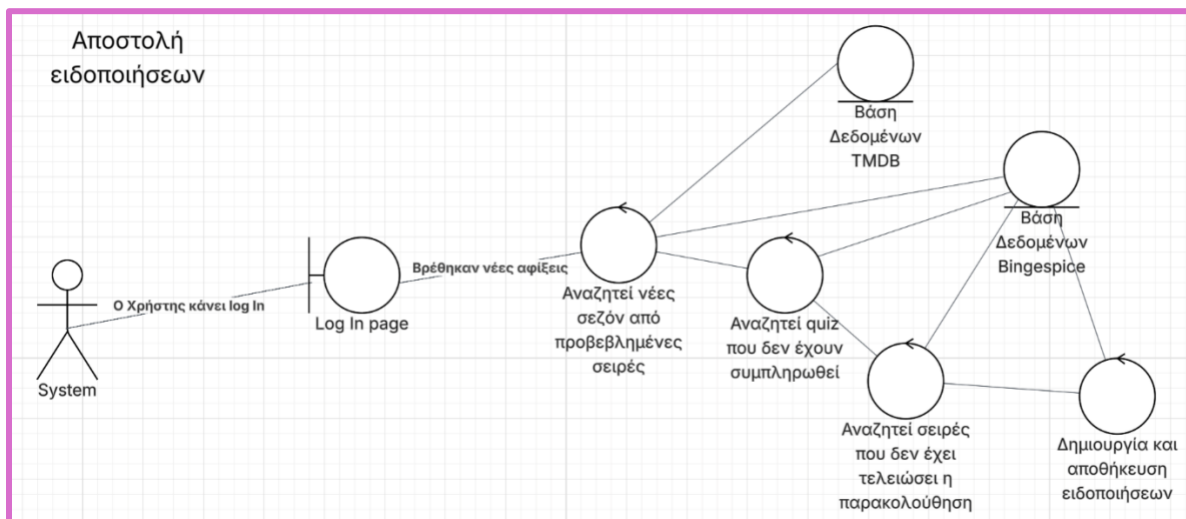 Αποστολή
ειδοποιήσεων
Βάση
Δεδομένων
TMDB
Βάση
Δεδομένων
Bingespice
Ο Χρήστης κάνει log In
System
Log In page
Βρέθηκαν νέες αφίξεις
Αναζητεί νέες
σεζόν από
προβεβλημένες
σειρές
Αναζητεί quiz
που δεν έχουν
συμπληρωθεί
Αναζητεί σειρές
που δεν έχει
τελειώσει η
παρακολούθηση
Δημιουργία και
αποθήκευση
ειδοποιήσεων